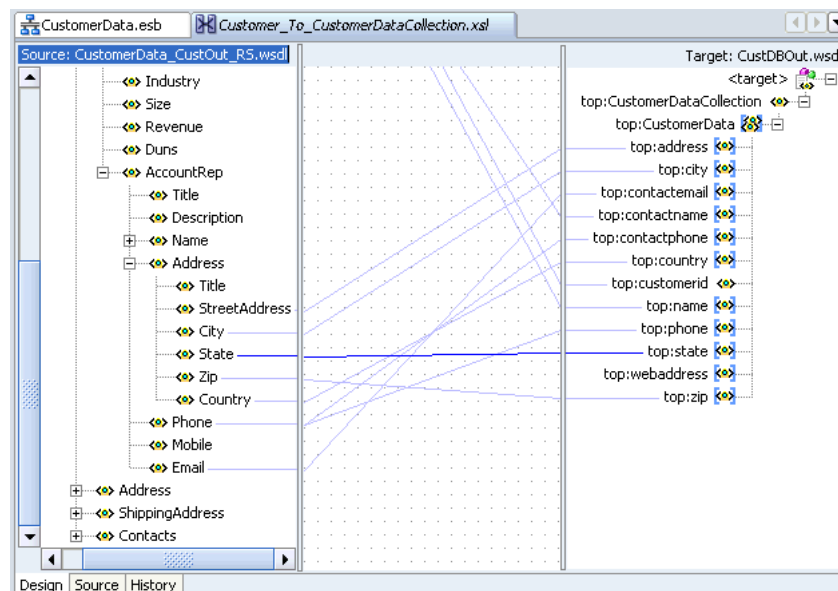 CustomerData.esb
Customer_To_CustomerDataCollection.xsl
Source: CustomerData_CustOut_RS.wsdl
Industry
Size
Revenue
Duns
AccountRep
Title
Description
Name
Address
Title
StreetAddress
City
State
Zip
Country
Phone
Mobile
Email
Address
ShippingAddress
Contacts
Target: CustDBOut.wsd
<target>
top:CustomerDataCollection
top:CustomerData
top:address
top:city
top:contactemail
top:contactname
top:contactphone
top:country
top:customerid
top:name
top:phone
top:state
top:webaddress
top:zip
Design Source History